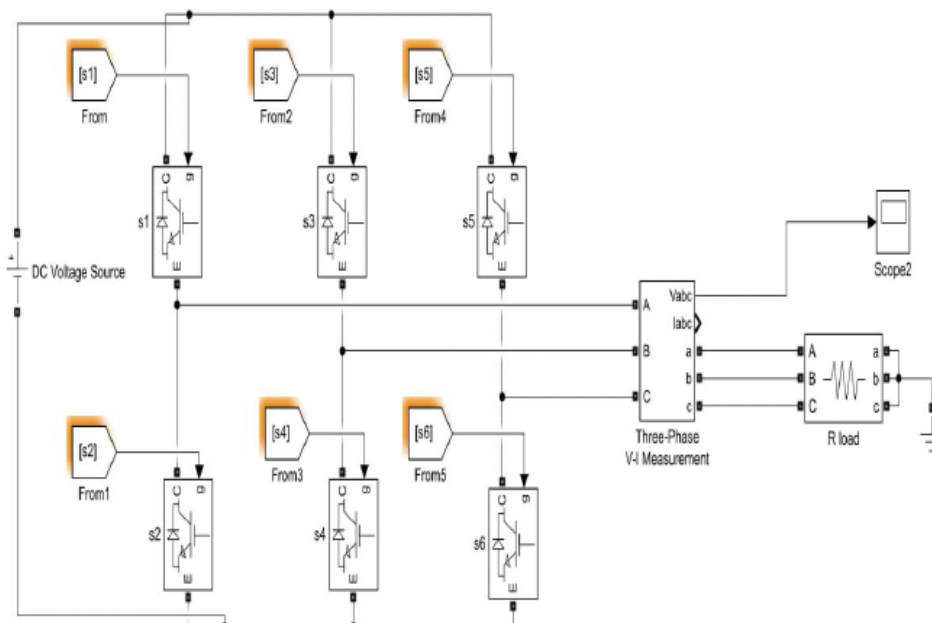 [s1]
From
[s3]
From2
[s5]
From4
C
g
s1
E
C
g
s3
E
C
g
s5
E
+
DC Voltage Source
Scope2
A
B
C
Vabc
Iabc
a
b
c
Three-Phase
V-I Measurement
A
B
C
a
b
c
R load
[s2]
From1
[s4]
From3
[s6]
From5
C
g
s2
E
C
g
s4
E
C
g
s6
E